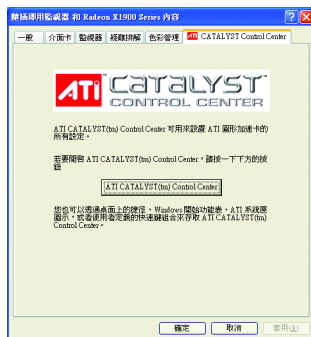 隨插即用監視器 和 Radeon X1900 Series 內容
一般 介面卡 監視器 疑難排解 色彩管理 ATI CATALYST Control Center
ATI CATALYST™
CONTROL CENTER
ATI CATALYST(tm) Control Center 可用來設置 ATI 圖形加速卡的
所有設定。
若要開啓 ATI CATALYST(tm) Control Center，請按一下下方的按
鈕
ATI CATALYST(tm) Control Center
您也可以透過桌面上的捷徑、Windows 開始功能表、ATI 系統匣
圖示，或者使用者定義的快速鍵組合來存取 ATI CATALYST(tm)
Control Center。
確定 取消 套用(A)